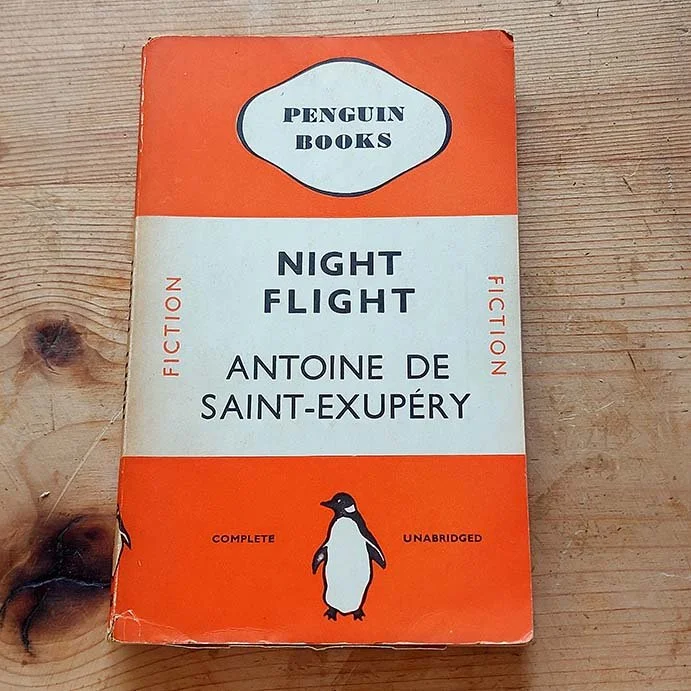 PENGUIN
BOOKS
NIGHT
FLIGHT
FICTION
FICTION
ANTOINE DE
SAINT-EXUPÉRY
COMPLETE
UNABRIDGED